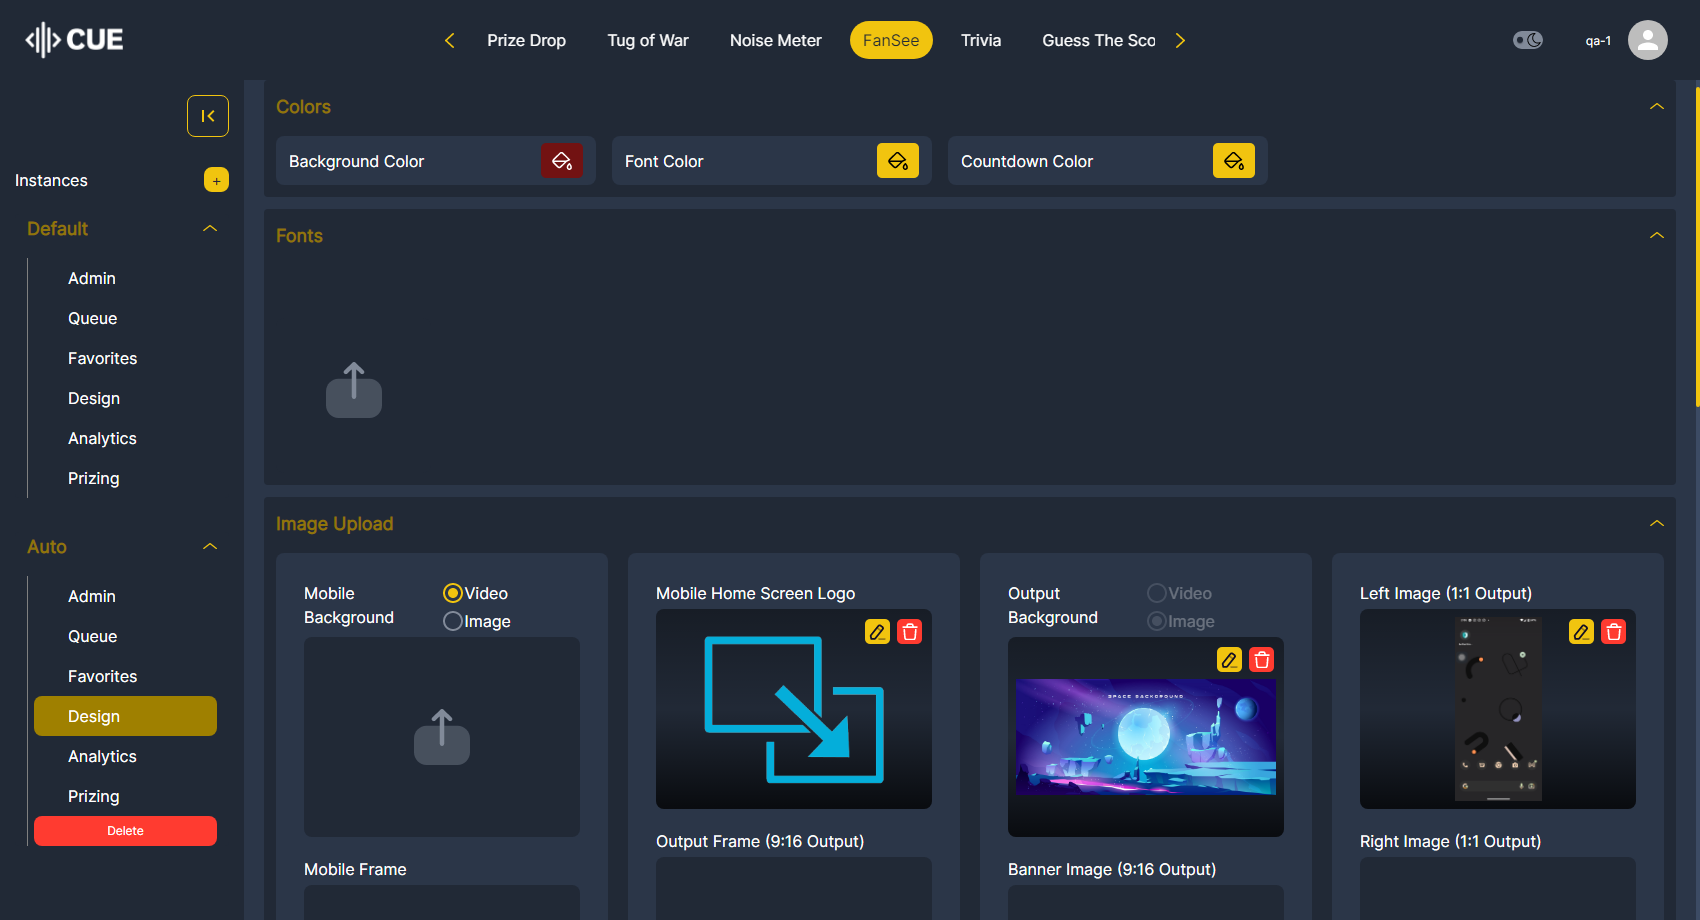 CUE
Prize Drop
Tug of War
Noise Meter
FanSee
Trivia
Guess The Sco
qa-1
Instances
+
Default
Admin
Queue
Favorites
Design
Analytics
Prizing
Auto
Admin
Queue
Favorites
Design
Analytics
Prizing
Delete
Colors
Background Color
Font Color
Countdown Color
Fonts
Image Upload
Mobile
Background
Video
Image
Mobile Home Screen Logo
Output
Background
Video
Image
SPACE BACKGROUND
Left Image (1:1 Output)
Mobile Frame
Output Frame (9:16 Output)
Banner Image (9:16 Output)
Right Image (1:1 Output)